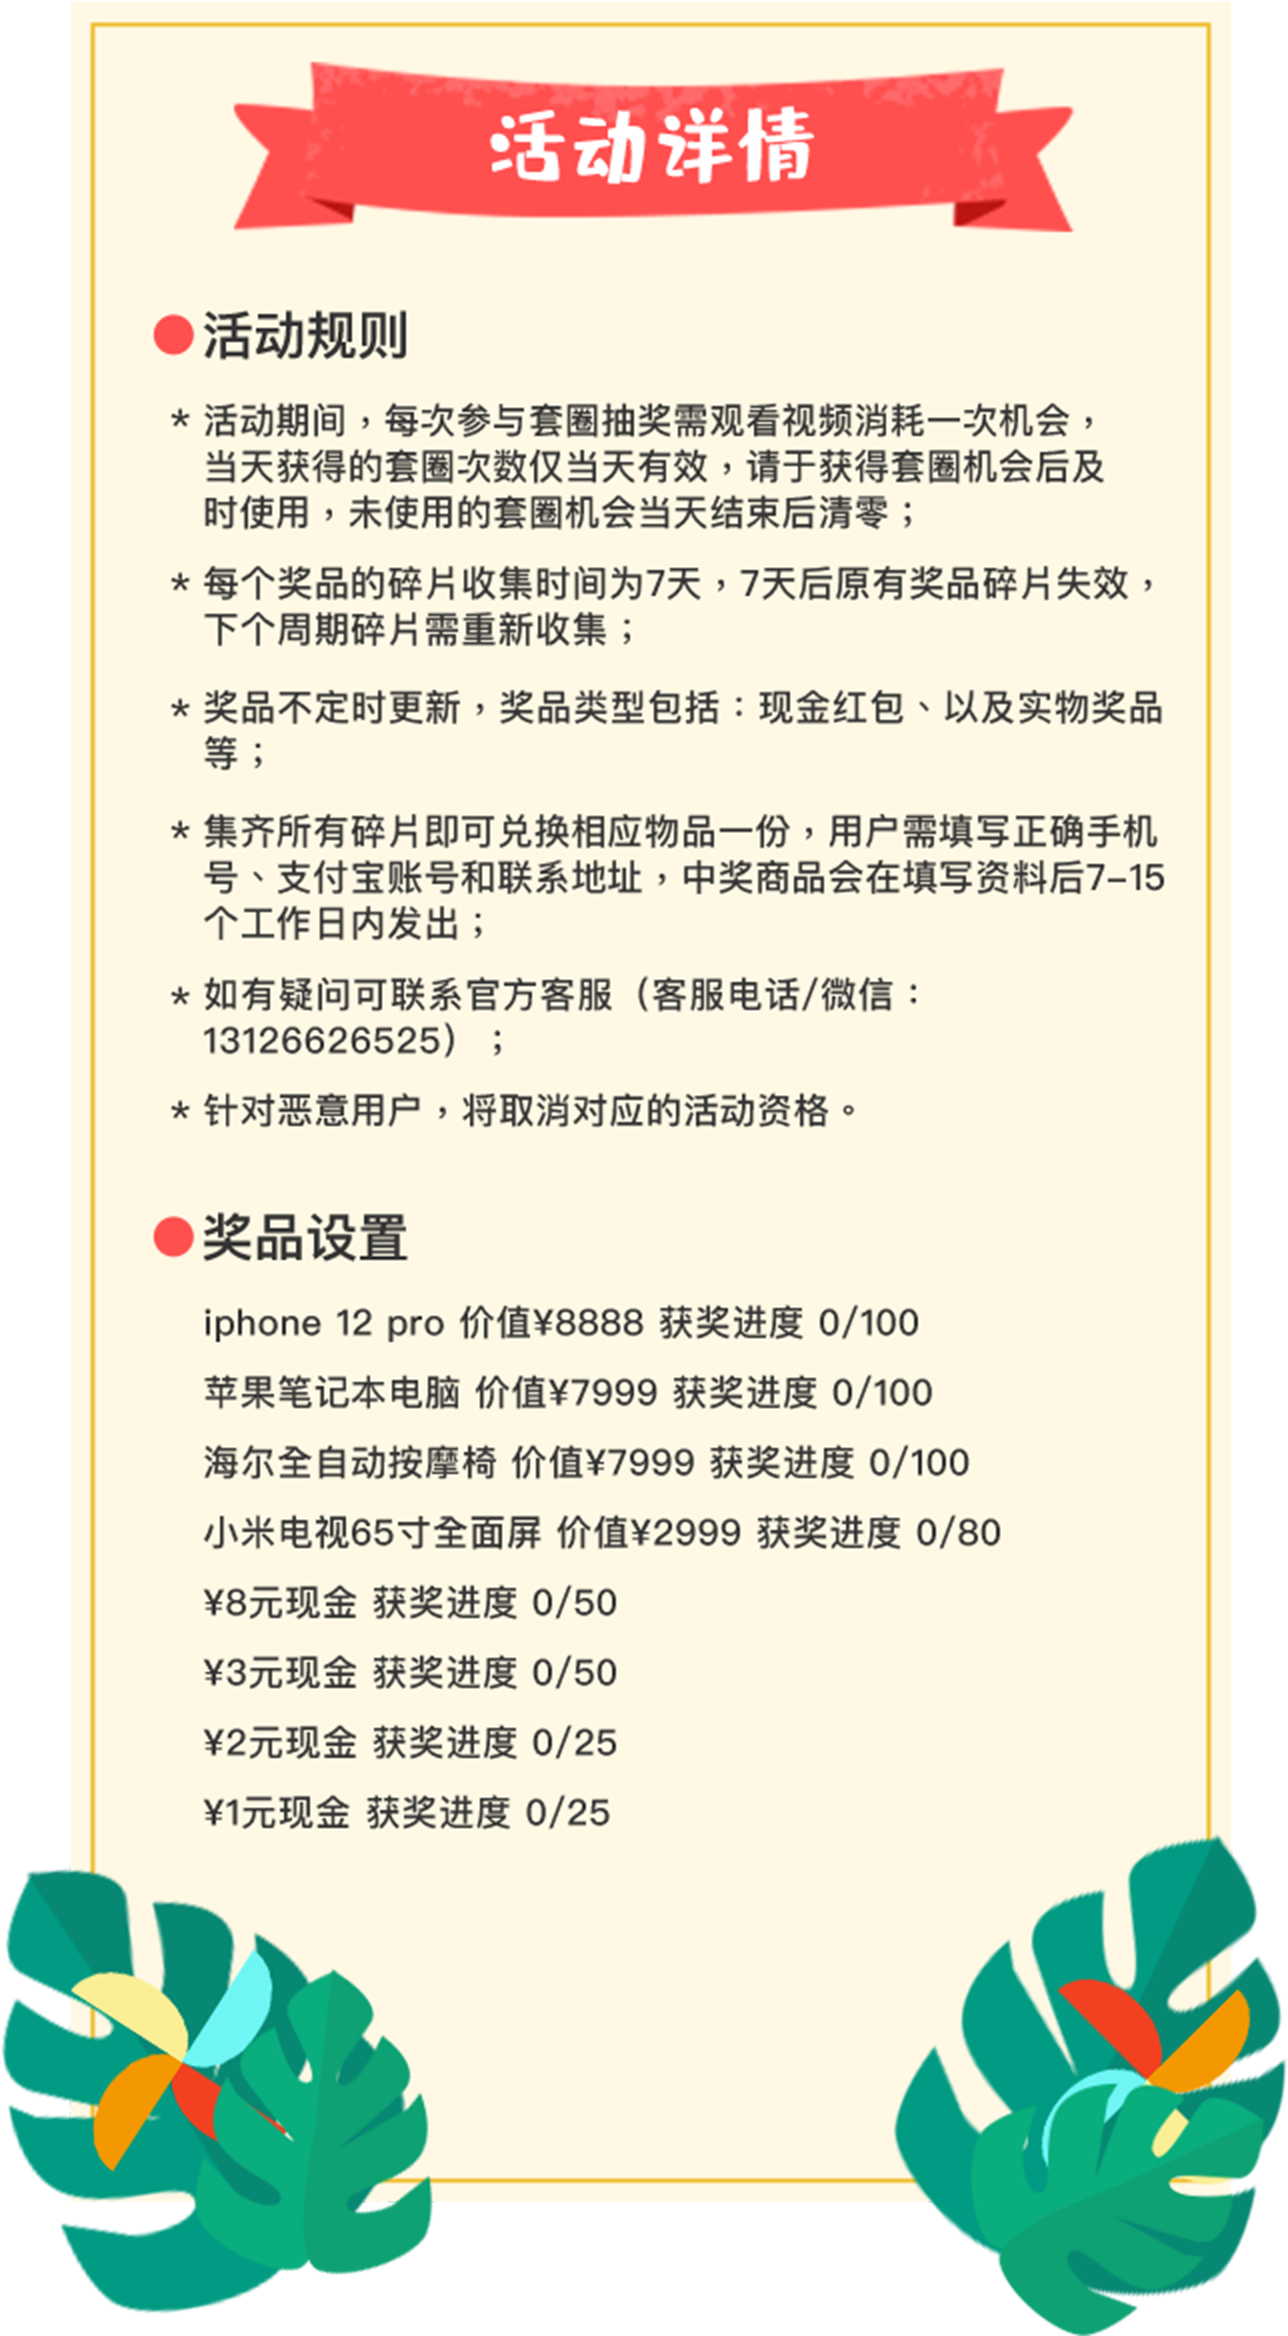 活动详情
活动规则
* 活动期间，每次参与套圈抽奖需观看视频消耗一次机会，
当天获得的套圈次数仅当天有效，请于获得套圈机会后及
时使用，未使用的套圈机会当天结束后清零；
* 每个奖品的碎片收集时间为7天，7天后原有奖品碎片失效，
下个周期碎片需重新收集；
* 奖品不定时更新，奖品类型包括：现金红包、以及实物奖品
等；
* 集齐所有碎片即可兑换相应物品一份，用户需填写正确手机
号、支付宝账号和联系地址，中奖商品会在填写资料后7–15
个工作日内发出；
* 如有疑问可联系官方客服（客服电话/微信：
13126626525）；
* 针对恶意用户，将取消对应的活动资格。
奖品设置
iphone 12 pro 价值¥8888 获奖进度 0/100
苹果笔记本电脑 价值¥7999 获奖进度 0/100
海尔全自动按摩椅 价值¥7999 获奖进度 0/100
小米电视65寸全面屏 价值¥2999 获奖进度 0/80
¥8元现金 获奖进度 0/50
¥3元现金 获奖进度 0/50
¥2元现金 获奖进度 0/25
¥1元现金 获奖进度 0/25